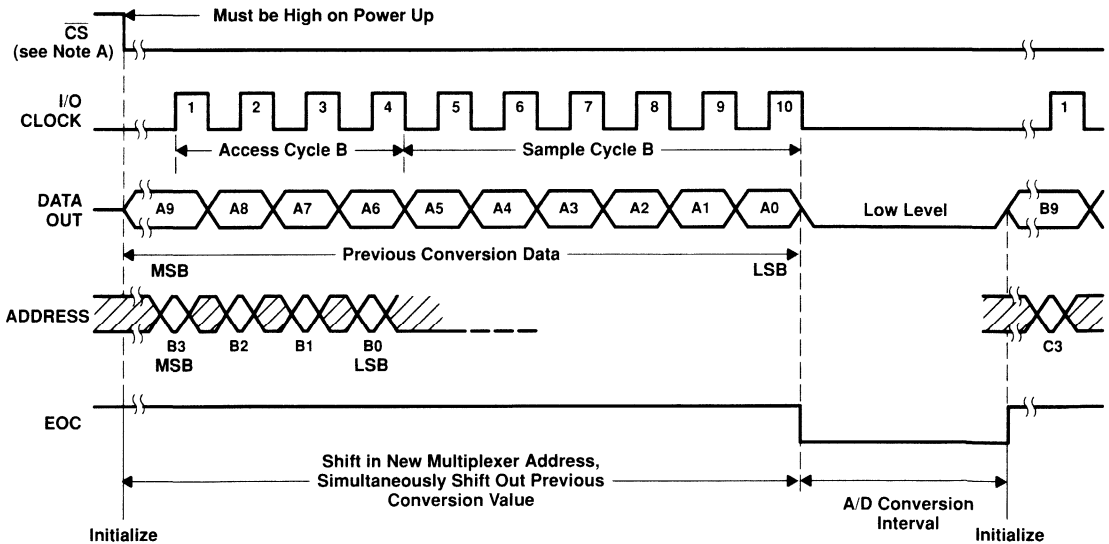 Must be High on Power Up
CS
(see Note A)
I/O
CLOCK
1 2 3 4 5 6 7 8 9 10 1
Access Cycle B Sample Cycle B
DATA
OUT
A9 A8 A7 A6 A5 A4 A3 A2 A1 A0 Low Level B9
Previous Conversion Data
MSB LSB
ADDRESS
B3 B2 B1 B0 C3
MSB LSB
EOC
Shift in New Multiplexer Address,
Simultaneously Shift Out Previous
Conversion Value
A/D Conversion
Interval
Initialize Initialize